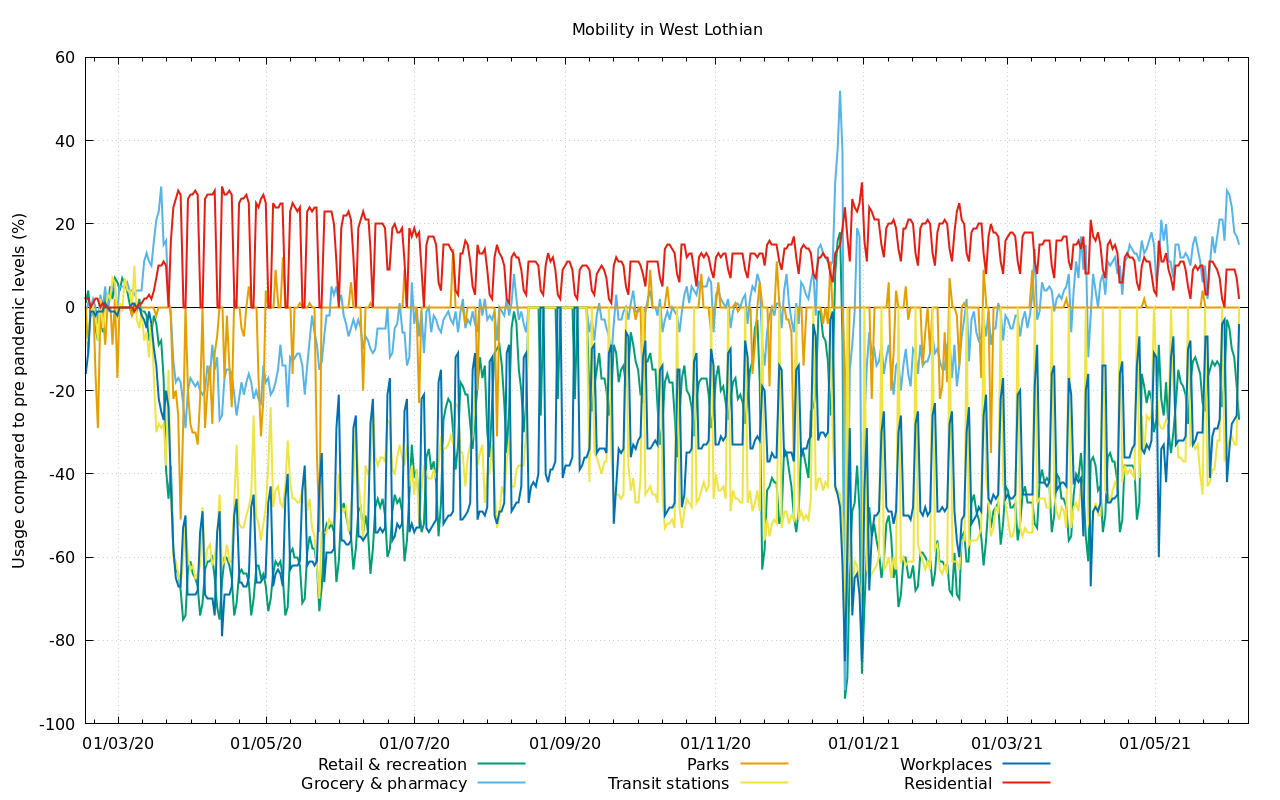 Mobility in West Lothian
Usage compared to pre pandemic levels (%)
60
40
20
0
-20
-40
-60
-80
-100
01/03/20 01/05/20 01/07/20 01/09/20 01/11/20 01/01/21 01/03/21 01/05/21
Retail & recreation Parks Workplaces
Grocery & pharmacy Transit stations Residential